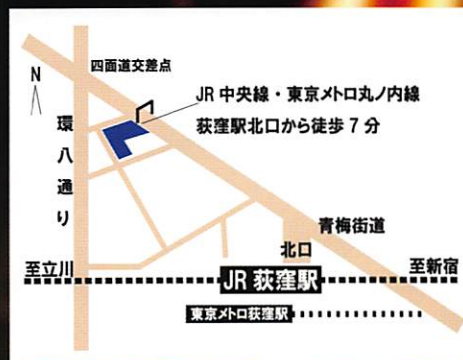 四面道交差点
N
JR 中央線・東京メトロ丸ノ内線
荻窪駅北口から徒歩 7 分
環八通り
青梅街道
北口
至立川
JR 荻窪駅
至新宿
東京メトロ荻窪駅